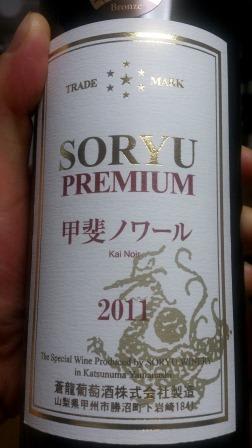 Bronze
TRADE MARK
SORYU
PREMIUM
甲斐ノワール
Kai Noir
2011
The Special Wine Produced by SORYU WINERY
in Katsunuma Yamanashi
蒼龍葡萄酒株式会社製造
山梨県甲州市勝沼町下岩崎1841